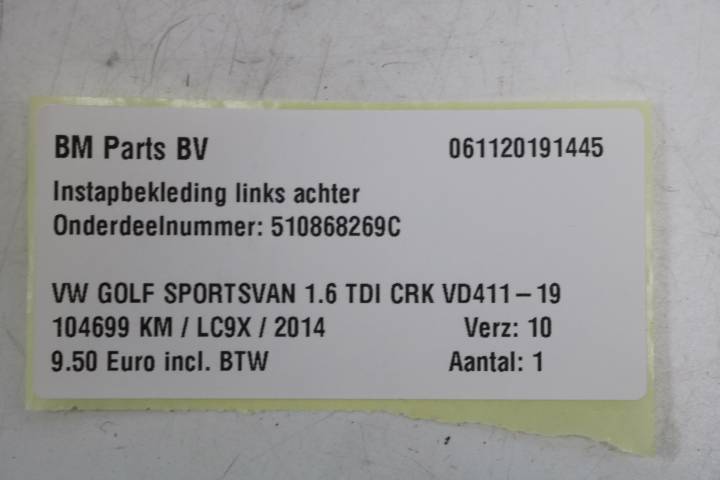 BM Parts BV 061120191445
Instapbekleding links achter
Onderdeelnummer: 510868269C
VW GOLF SPORTSVAN 1.6 TDI CRK VD411-19
104699 KM / LC9X / 2014 Verz: 10
9.50 Euro incl. BTW Aantal: 1